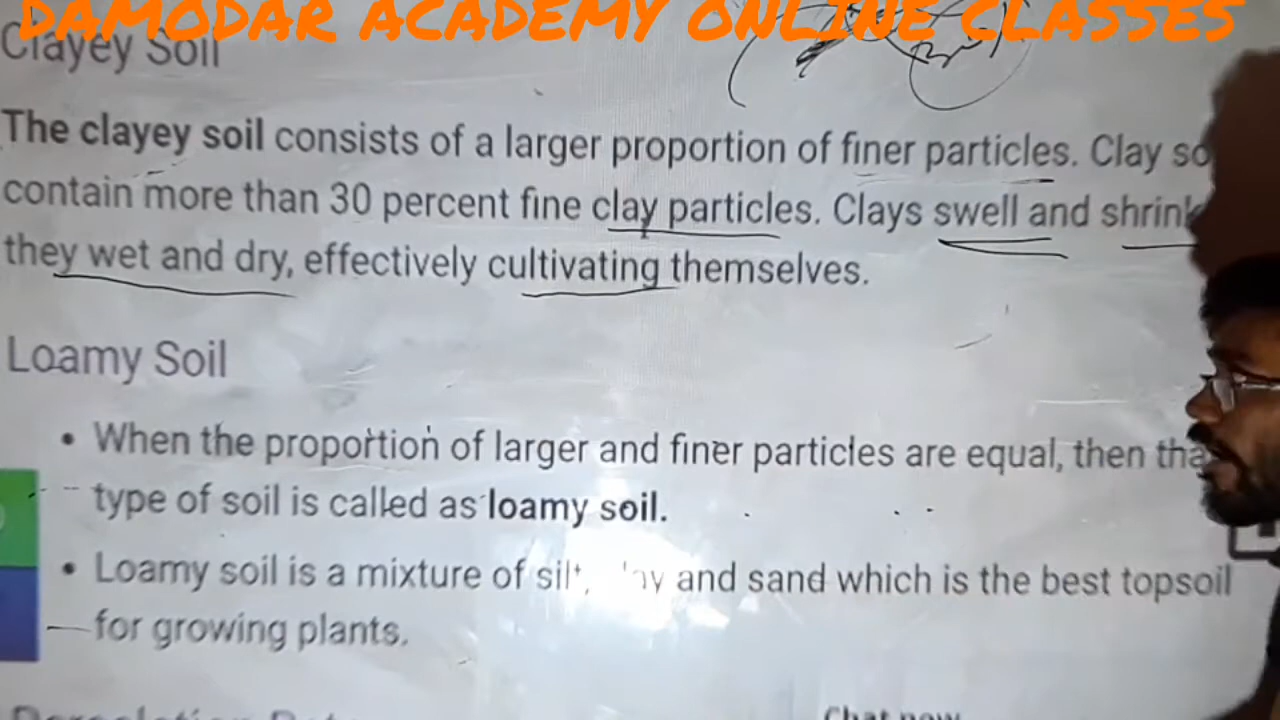 DAMODAR ACADEMY ONLINE CLASSES
Clayey Soil
The clayey soil consists of a larger proportion of finer particles. Clay
contain more than 30 percent fine clay particles. Clays swell and shrink
they wet and dry, effectively cultivating themselves.
Loamy Soil
• When the proportion of larger and finer particles are equal, then
type of soil is called as loamy soil.
• Loamy soil is a mixture of silt, and sand which is the best topsoil
for growing plants.
Chat now